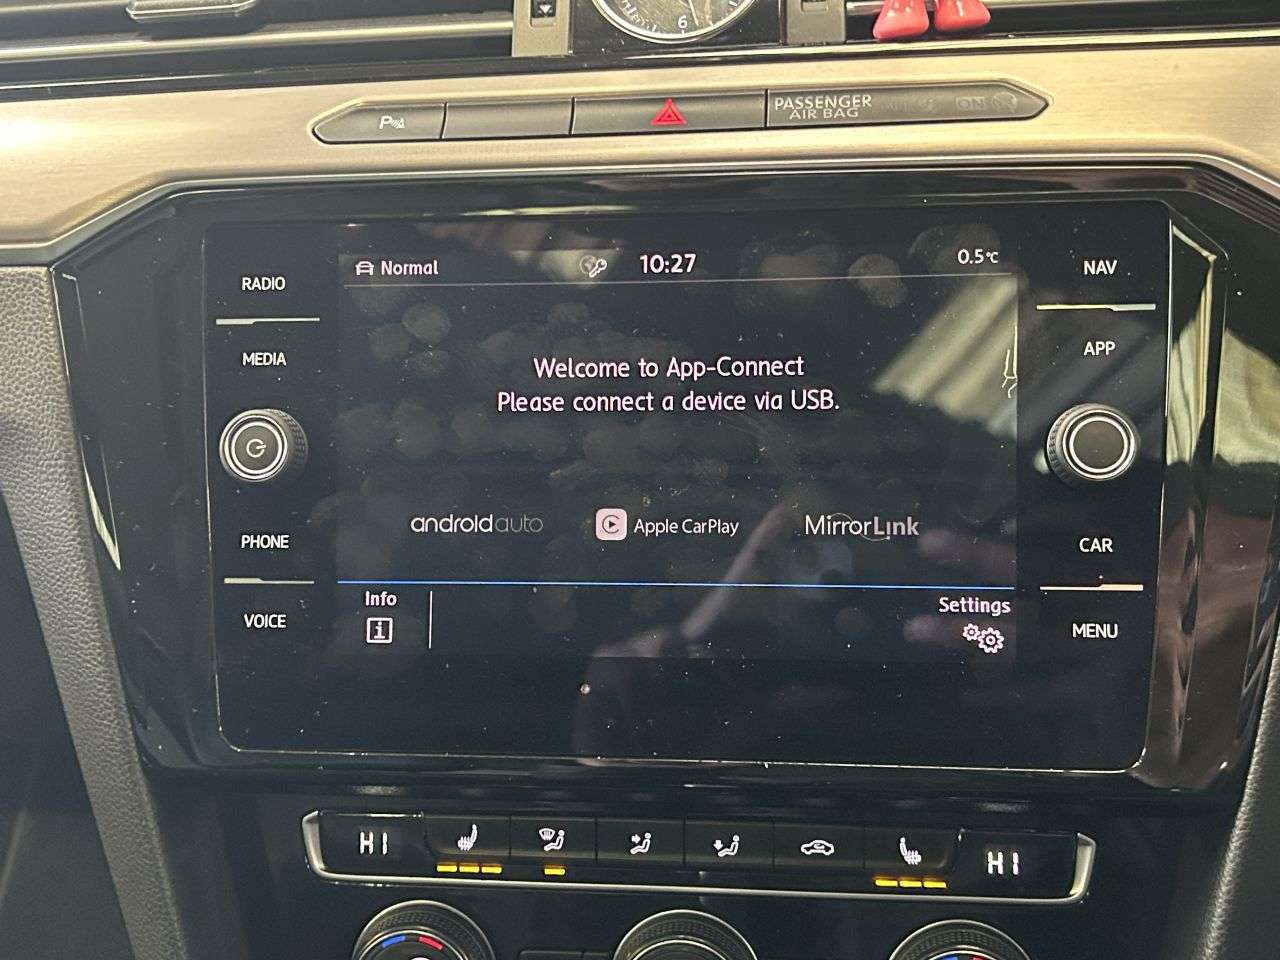 6
P
PASSENGER
AIR BAG
ON
RADIO
Normal
10:27
0.5°C
NAV
MEDIA
APP
Welcome to App-Connect
Please connect a device via USB.
androidauto
Apple CarPlay
MirrorLink
PHONE
CAR
VOICE
Info
i
Settings
MENU
HI
HI